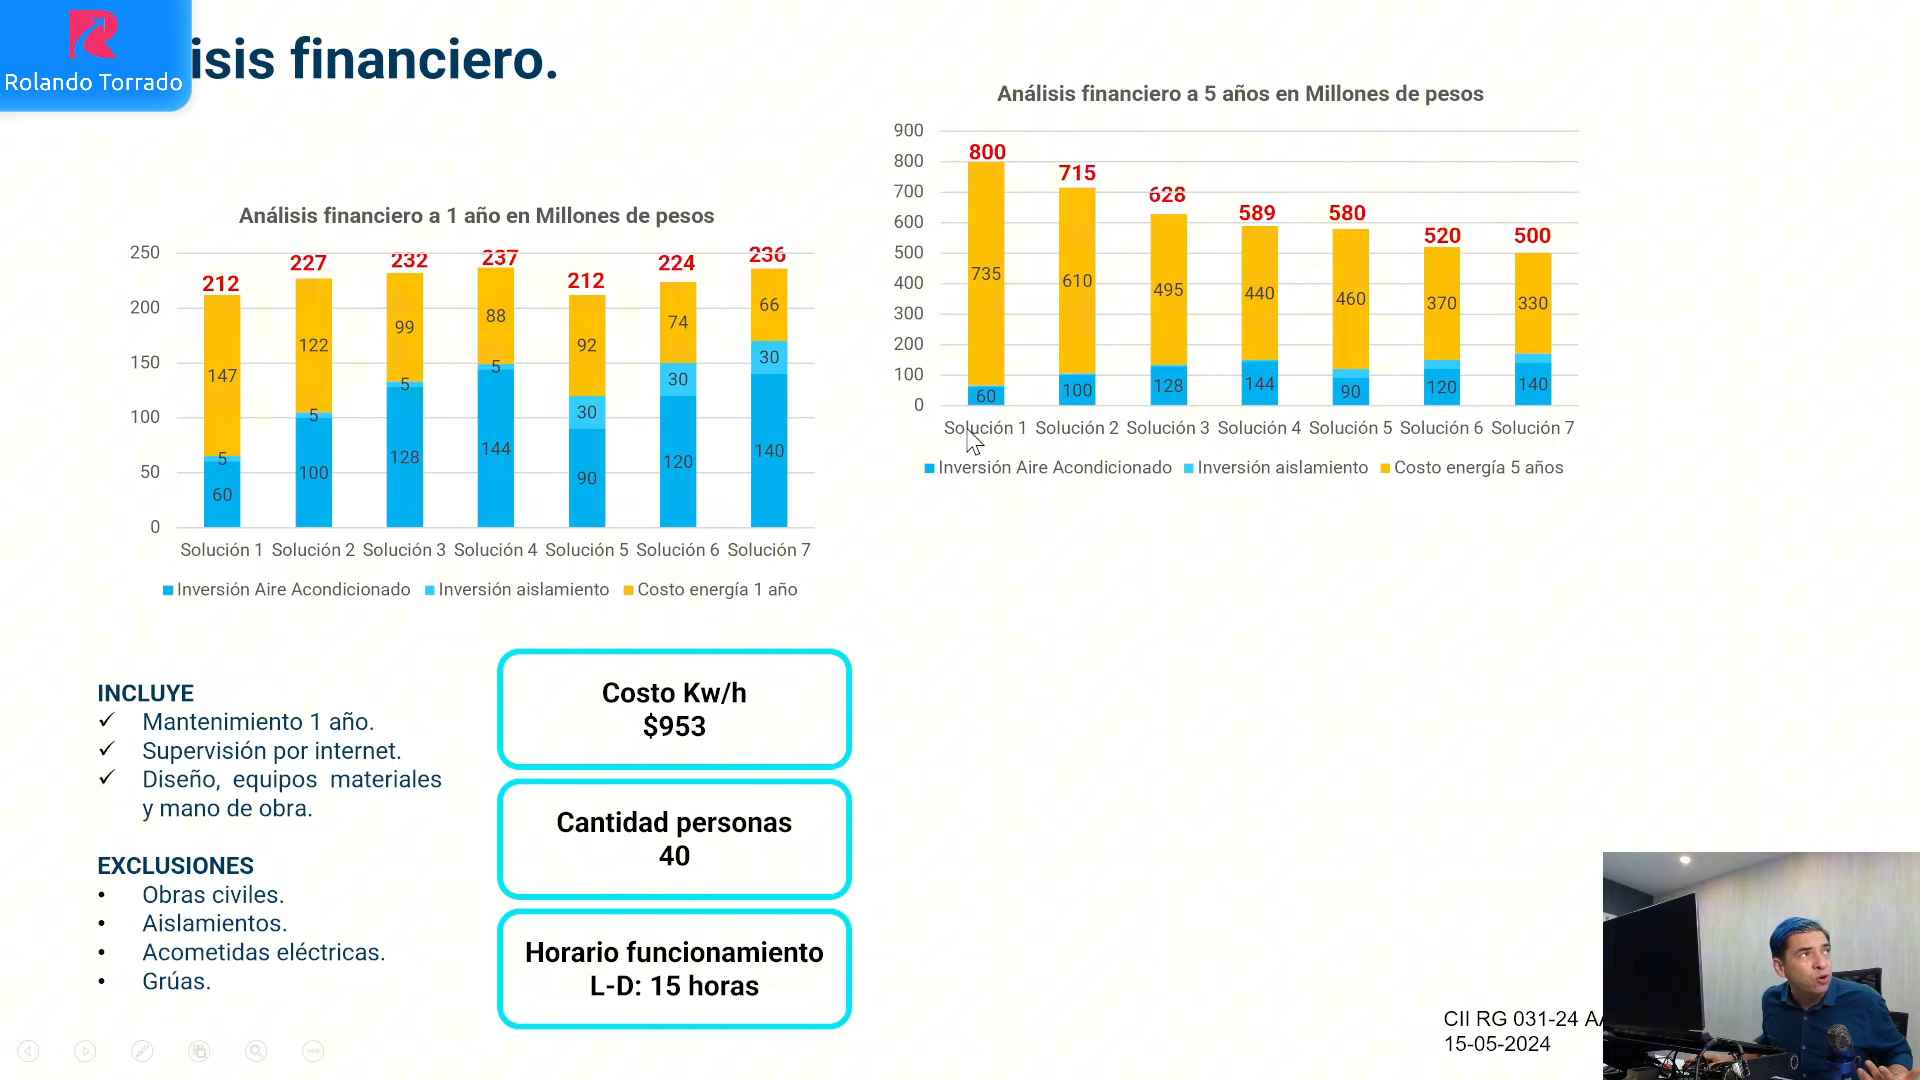 Rolando Torrado
isis financiero.
Análisis financiero a 1 año en Millones de pesos
250
200
150
100
50
0
212
227
232
237
212
224
236
147
122
99
88
92
74
66
5
5
5
5
30
30
30
60
100
128
144
90
120
140
Solución 1 Solución 2 Solución 3 Solución 4 Solución 5 Solución 6 Solución 7
Inversión Aire Acondicionado Inversión aislamiento Costo energía 1 año
Análisis financiero a 5 años en Millones de pesos
900
800
700
600
500
400
300
200
100
0
800
715
628
589
580
520
500
735
610
495
440
460
370
330
60
100
128
144
90
120
140
Solución 1 Solución 2 Solución 3 Solución 4 Solución 5 Solución 6 Solución 7
Inversión Aire Acondicionado Inversión aislamiento Costo energía 5 años
INCLUYE
✓ Mantenimiento 1 año.
✓ Supervisión por internet.
✓ Diseño, equipos materiales
y mano de obra.
EXCLUSIONES
• Obras civiles.
• Aislamientos.
• Acometidas eléctricas.
• Grúas.
Costo Kw/h
$953
Cantidad personas
40
Horario funcionamiento
L-D: 15 horas
CII RG 031-24
15-05-2024